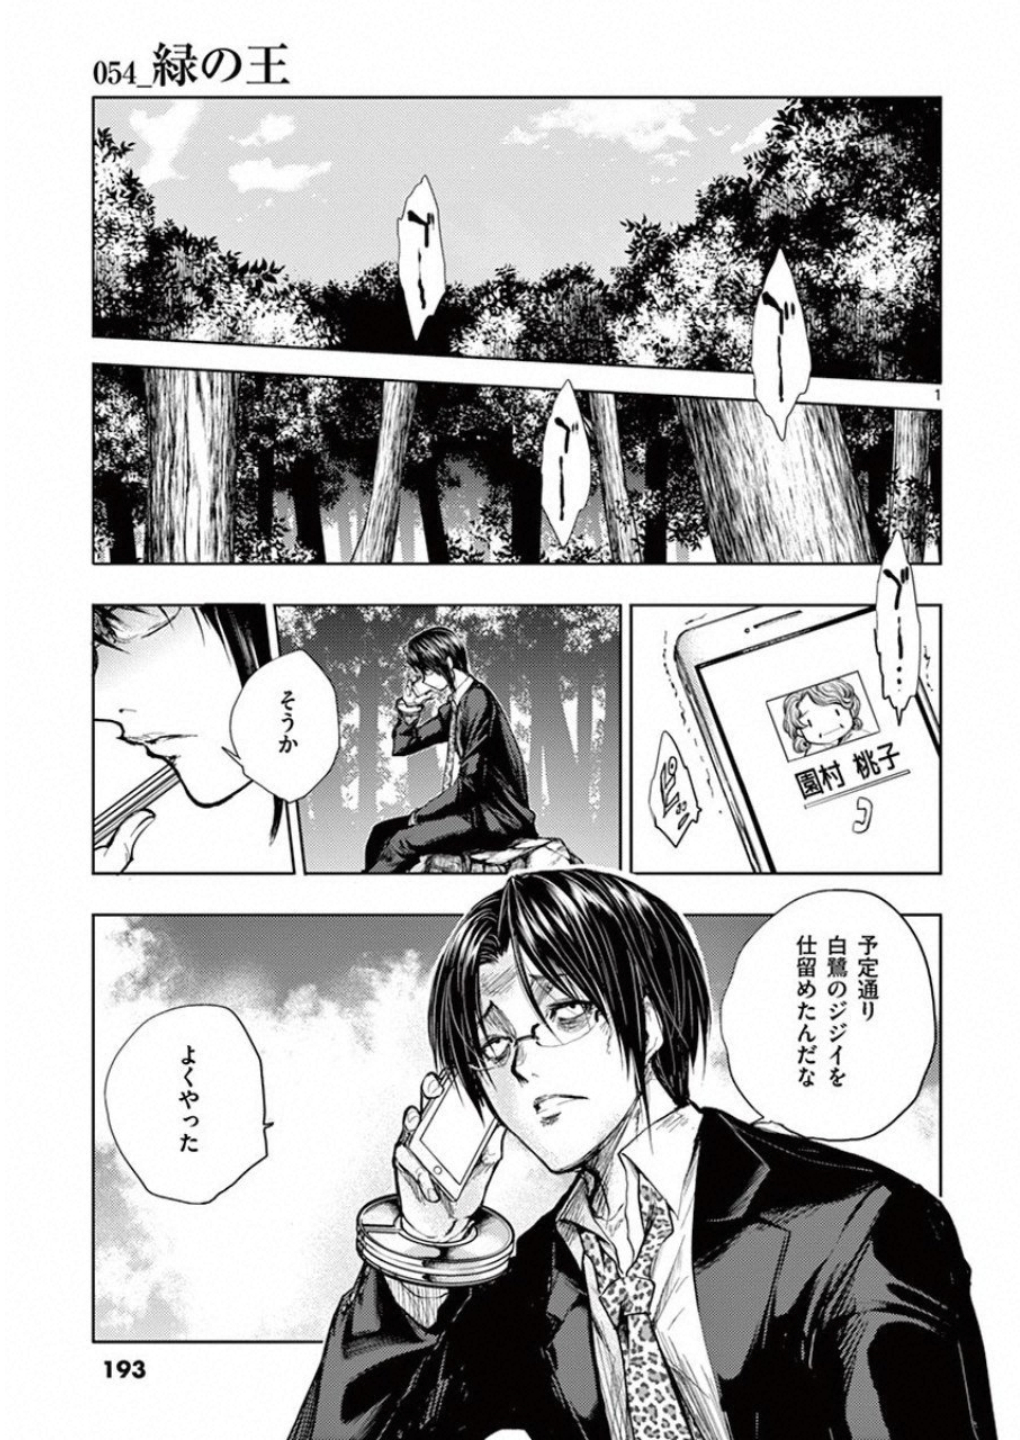 054_緑の王
ヴー
ヴー
1
ヴー
ヴー…
園村 桃子
ピッ
そうか
予定通り
白鷺のジジイを
仕留めたんだな
よくやった
193